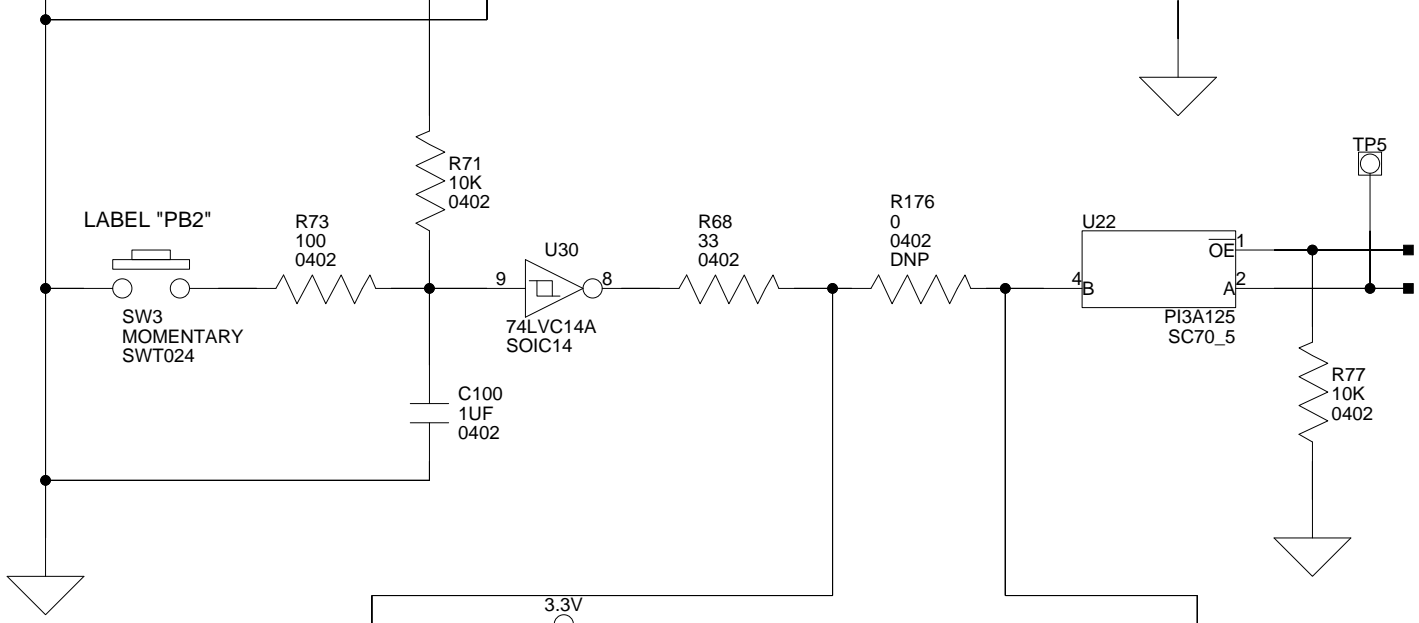 TP5
R71
10K
0402
LABEL "PB2"
R73
100
0402
SW3
MOMENTARY
SWT024
U30
9
8
74LVC14A
SOIC14
C100
1UF
0402
R68
33
0402
R176
0
0402
DNP
U22
OE 1
4 B
A 2
PI3A125
SC70_5
R77
10K
0402
3.3V